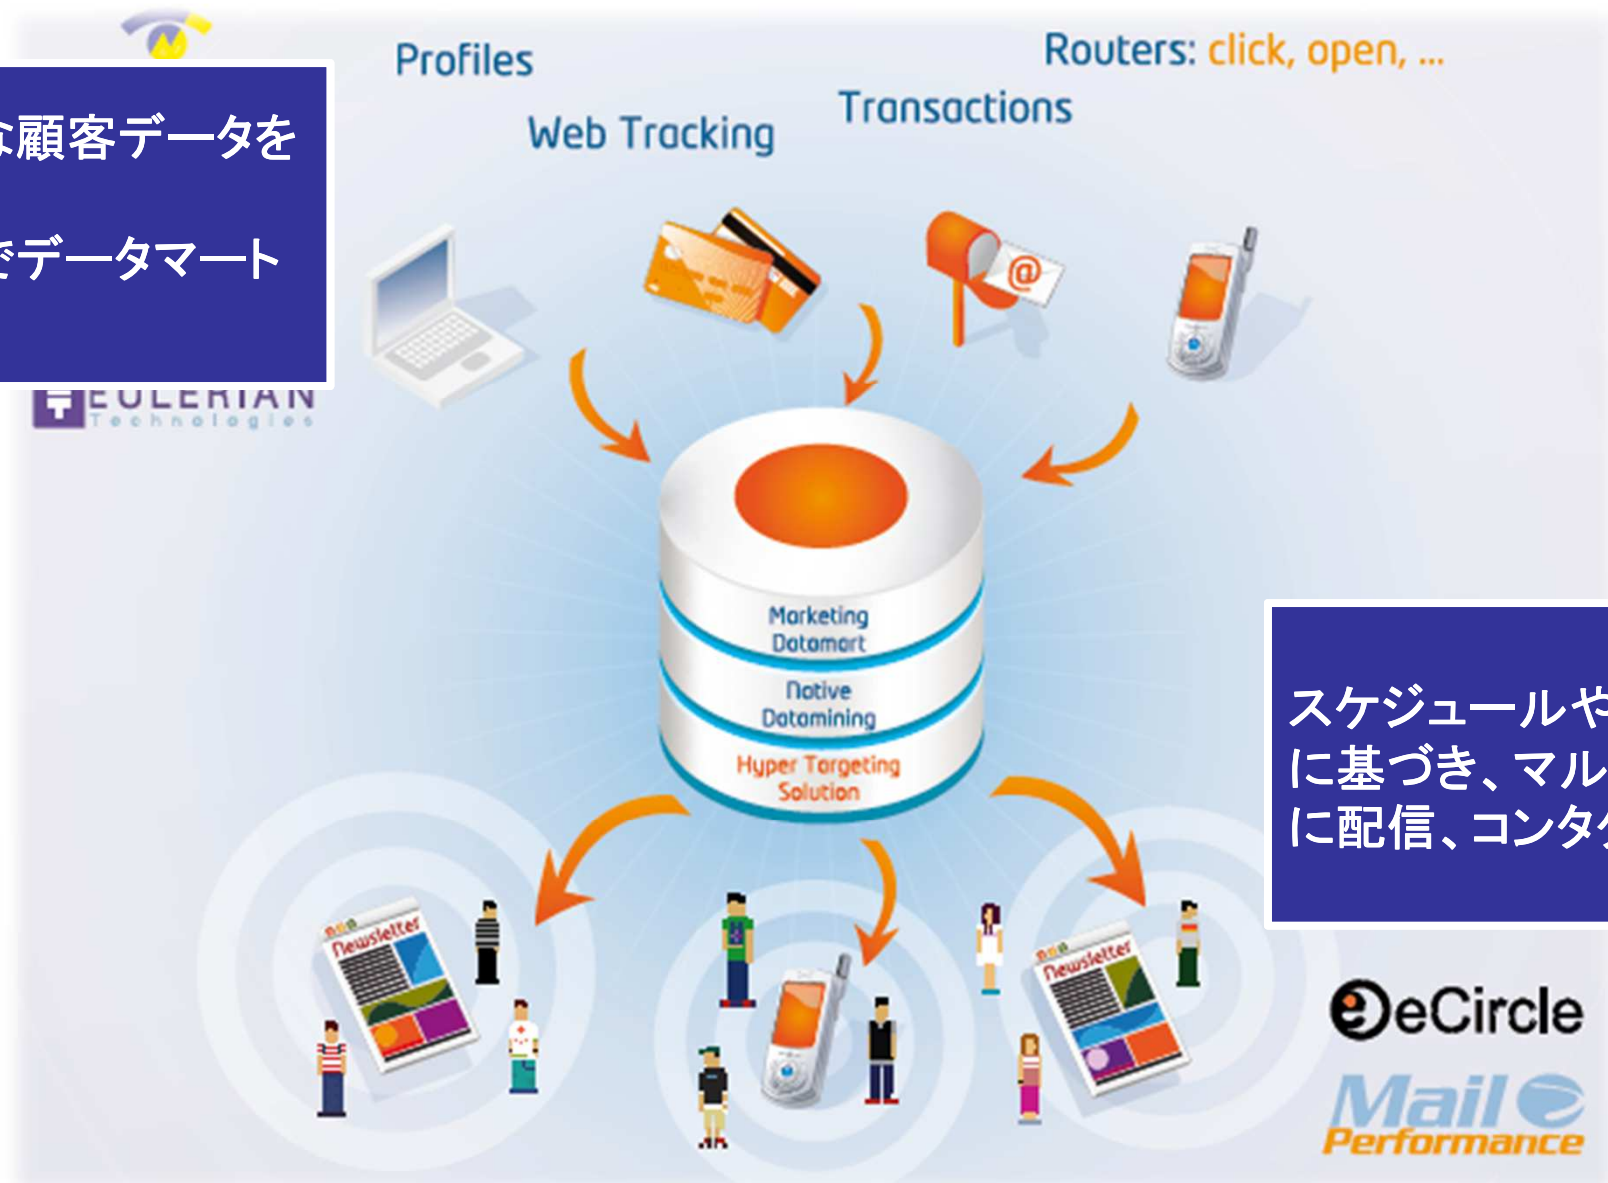 Profiles
Routers: click, open, ...
Transactions
Web Tracking
顧客データを
データマート
EULERIAN
Technologies
Marketing
Datamart
Native
Datamining
Hyper Targeting
Solution
スケジュールや
に基づき、マル
に配信、コンタ
Newsletter
Newsletter
eCircle
Mail
Performance